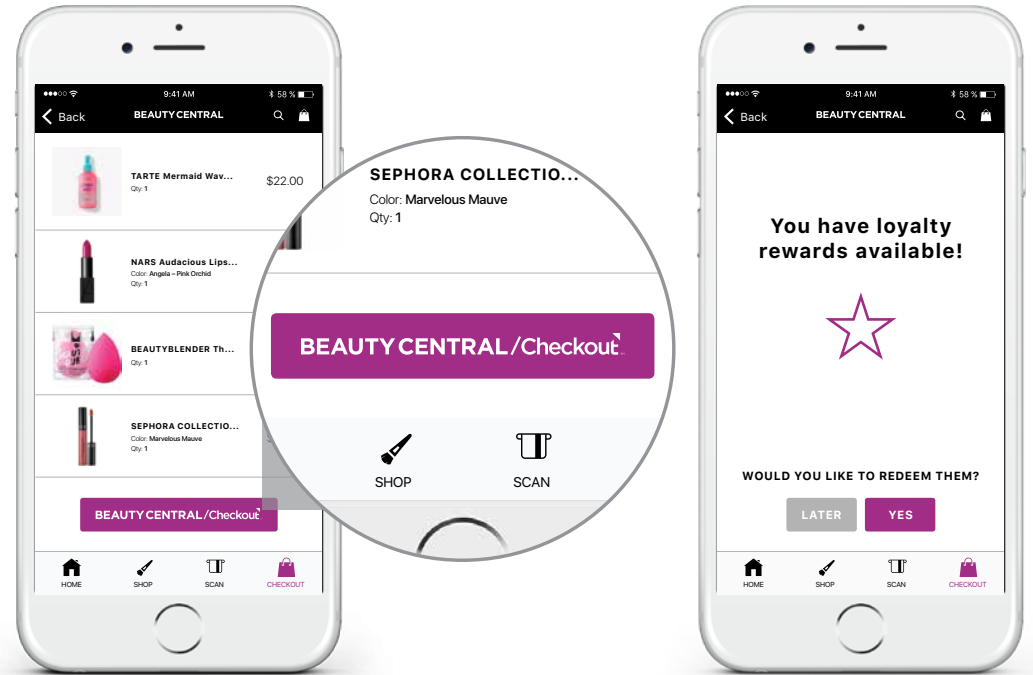 9:41 AM
58 %
Back
BEAUTY CENTRAL
TARTE Mermaid Wav...
Qty: 1
$22.00
NARS Audacious Lips...
Color: Angela – Pink Orchid
Qty: 1
BEAUTYBLENDER Th...
Qty: 1
SEPHORA COLLECTIO...
Color: Marvelous Mauve
Qty: 1
BEAUTY CENTRAL/Checkout
HOME
SHOP
SCAN
CHECKOUT
SEPHORA COLLECTIO...
Color: Marvelous Mauve
Qty: 1
BEAUTY CENTRAL/Checkout
SHOP
SCAN
9:41 AM
58 %
Back
BEAUTY CENTRAL
You have loyalty
rewards available!
WOULD YOU LIKE TO REDEEM THEM?
LATER
YES
HOME
SHOP
SCAN
CHECKOUT